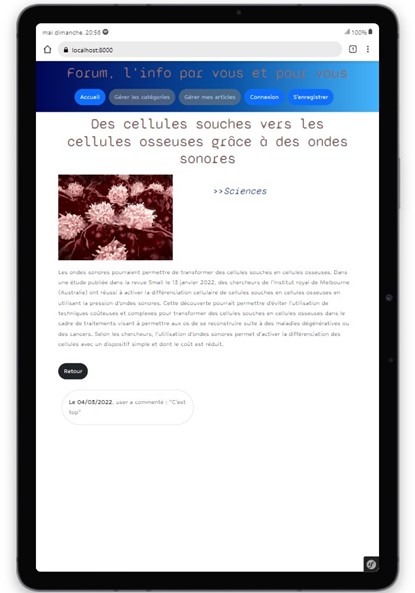 mai dimanche. 20:56
100%
localhost:8000
1
Forum, l'info par vous et pour vous
Accueil
Gérer les catégories
Gérer mes articles
Connexion
S'enregistrer
Des cellules souches vers les
cellules osseuses grâce à des ondes
sonores
>>Sciences
Les ondes sonores pourraient permettre de transformer des cellules souches en cellules osseuses. Dans
une étude publiée dans la revue Small le 13 janvier 2022, des chercheurs de l'Institut royal de Melbourne
(Australie) ont réussi à activer la différenciation cellulaire de cellules souches en cellules osseuses en
utilisant la pression d'ondes sonores. Cette découverte pourrait permettre d'éviter l'utilisation de
techniques coûteuses et complexes pour transformer des cellules souches en cellules osseuses dans le
cadre de traitements visant à permettre aux os de se reconstruire suite à des maladies dégénératives ou
des cancers. Selon les chercheurs, l'utilisation d'ondes sonores permet d'activer la différenciation des
cellules avec un dispositif simple et dont le coût est réduit.
Retour
Le 04/03/2022, user a commenté : "C'est
top"
sf